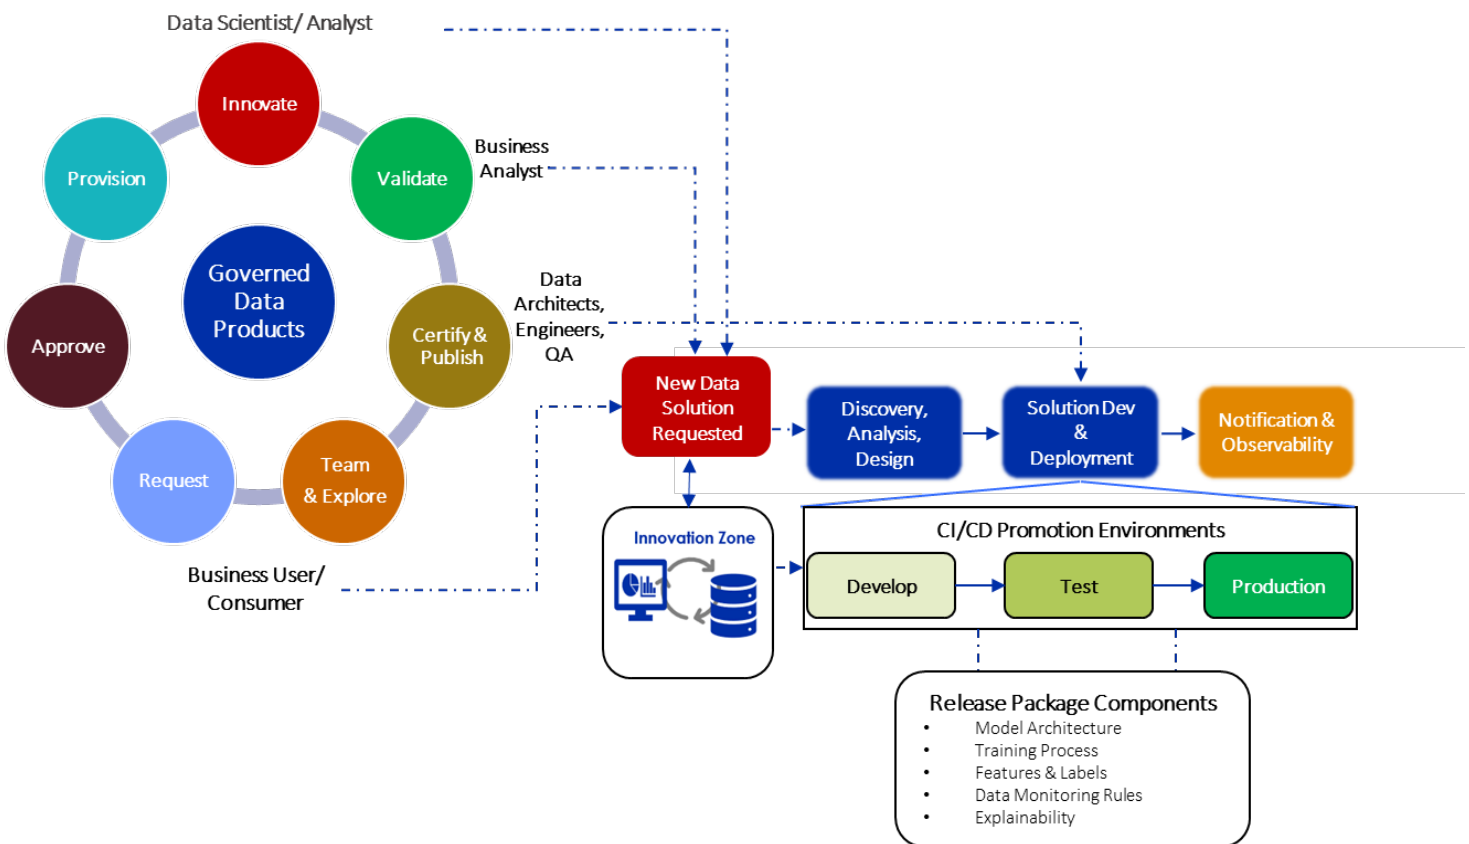 Data Scientist/ Analyst
Innovate
Provision
Validate
Business
Analyst
Governed
Data
Products
Approve
Certify &
Publish
Data
Architects,
Engineers,
QA
Request
Team
& Explore
Business User/
Consumer
New Data
Solution
Requested
Discovery,
Analysis,
Design
Solution Dev
&
Deployment
Notification &
Observability
Innovation Zone
CI/CD Promotion Environments
Develop
Test
Production
Release Package Components
• Model Architecture
• Training Process
• Features & Labels
• Data Monitoring Rules
• Explainability